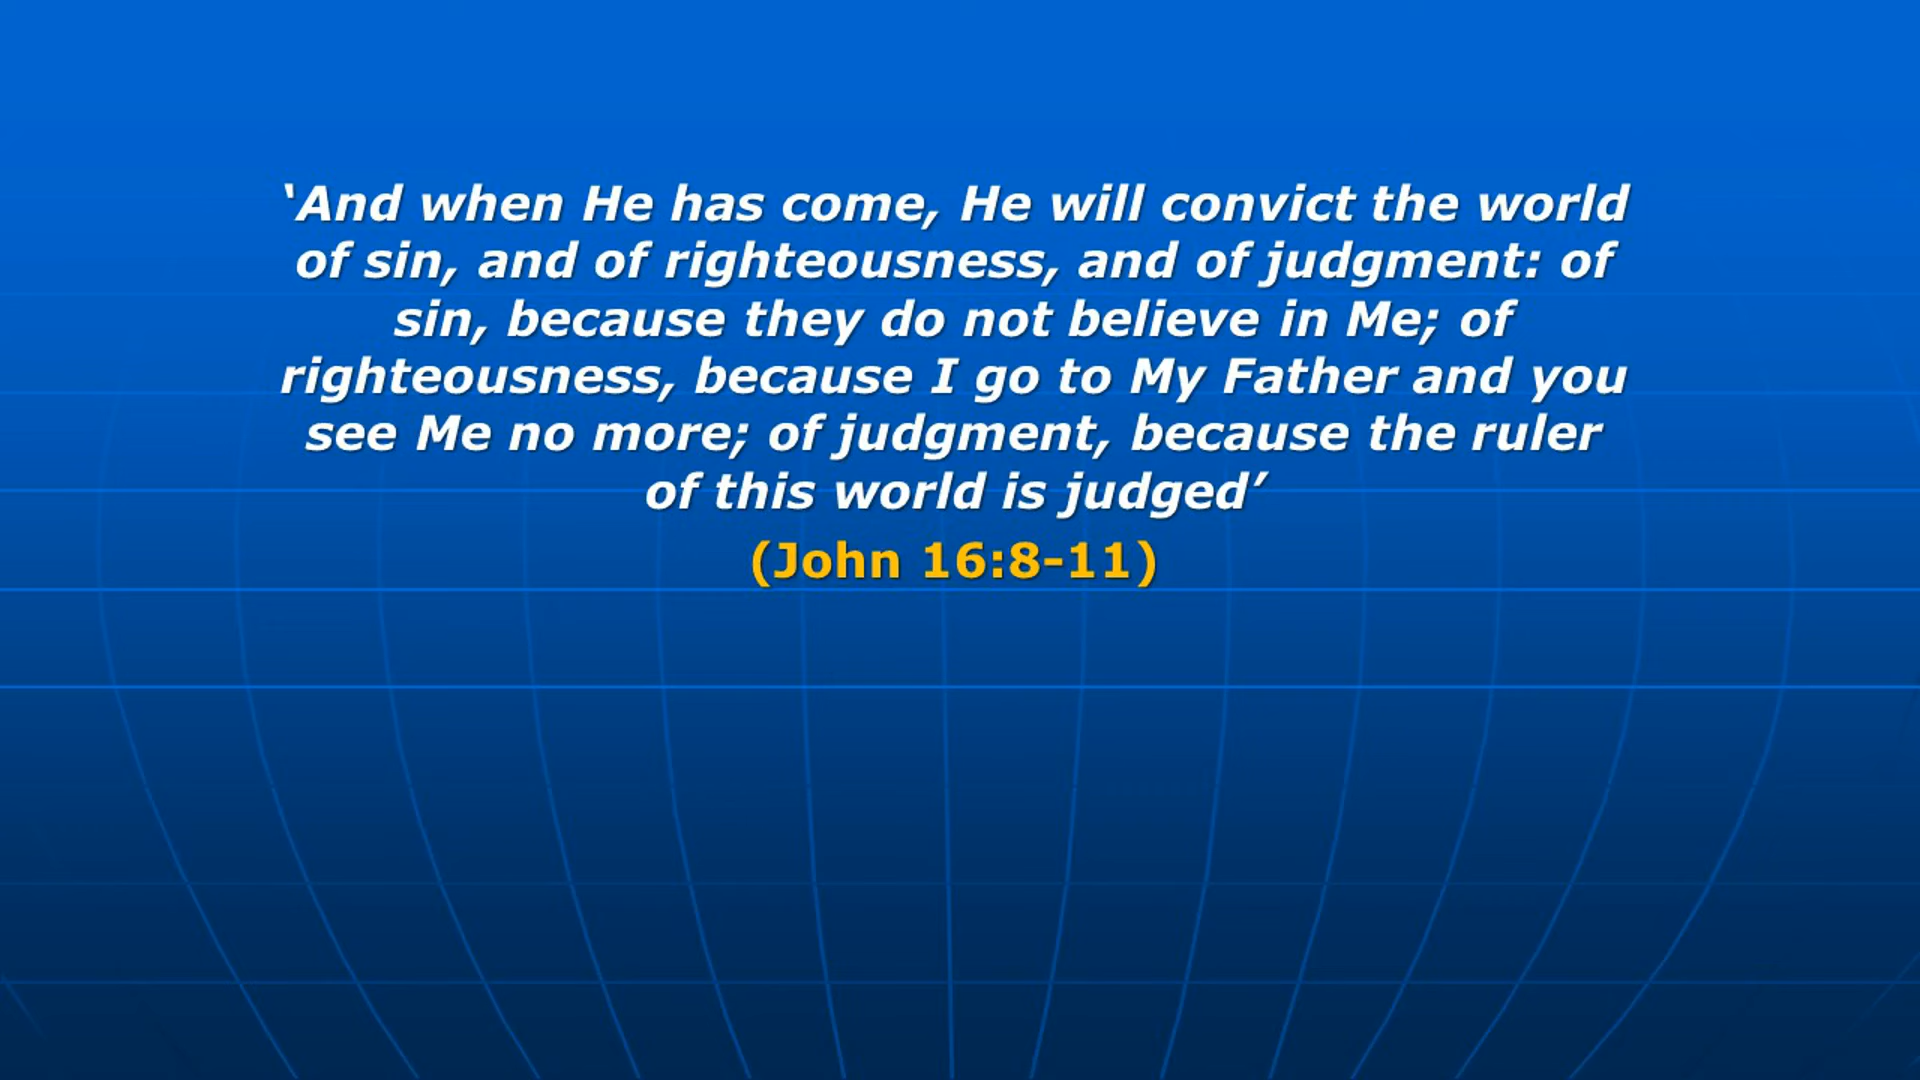 ‘And when He has come, He will convict the world
of sin, and of righteousness, and of judgment: of
sin, because they do not believe in Me; of
righteousness, because I go to My Father and you
see Me no more; of judgment, because the ruler
of this world is judged’
(John 16:8-11)